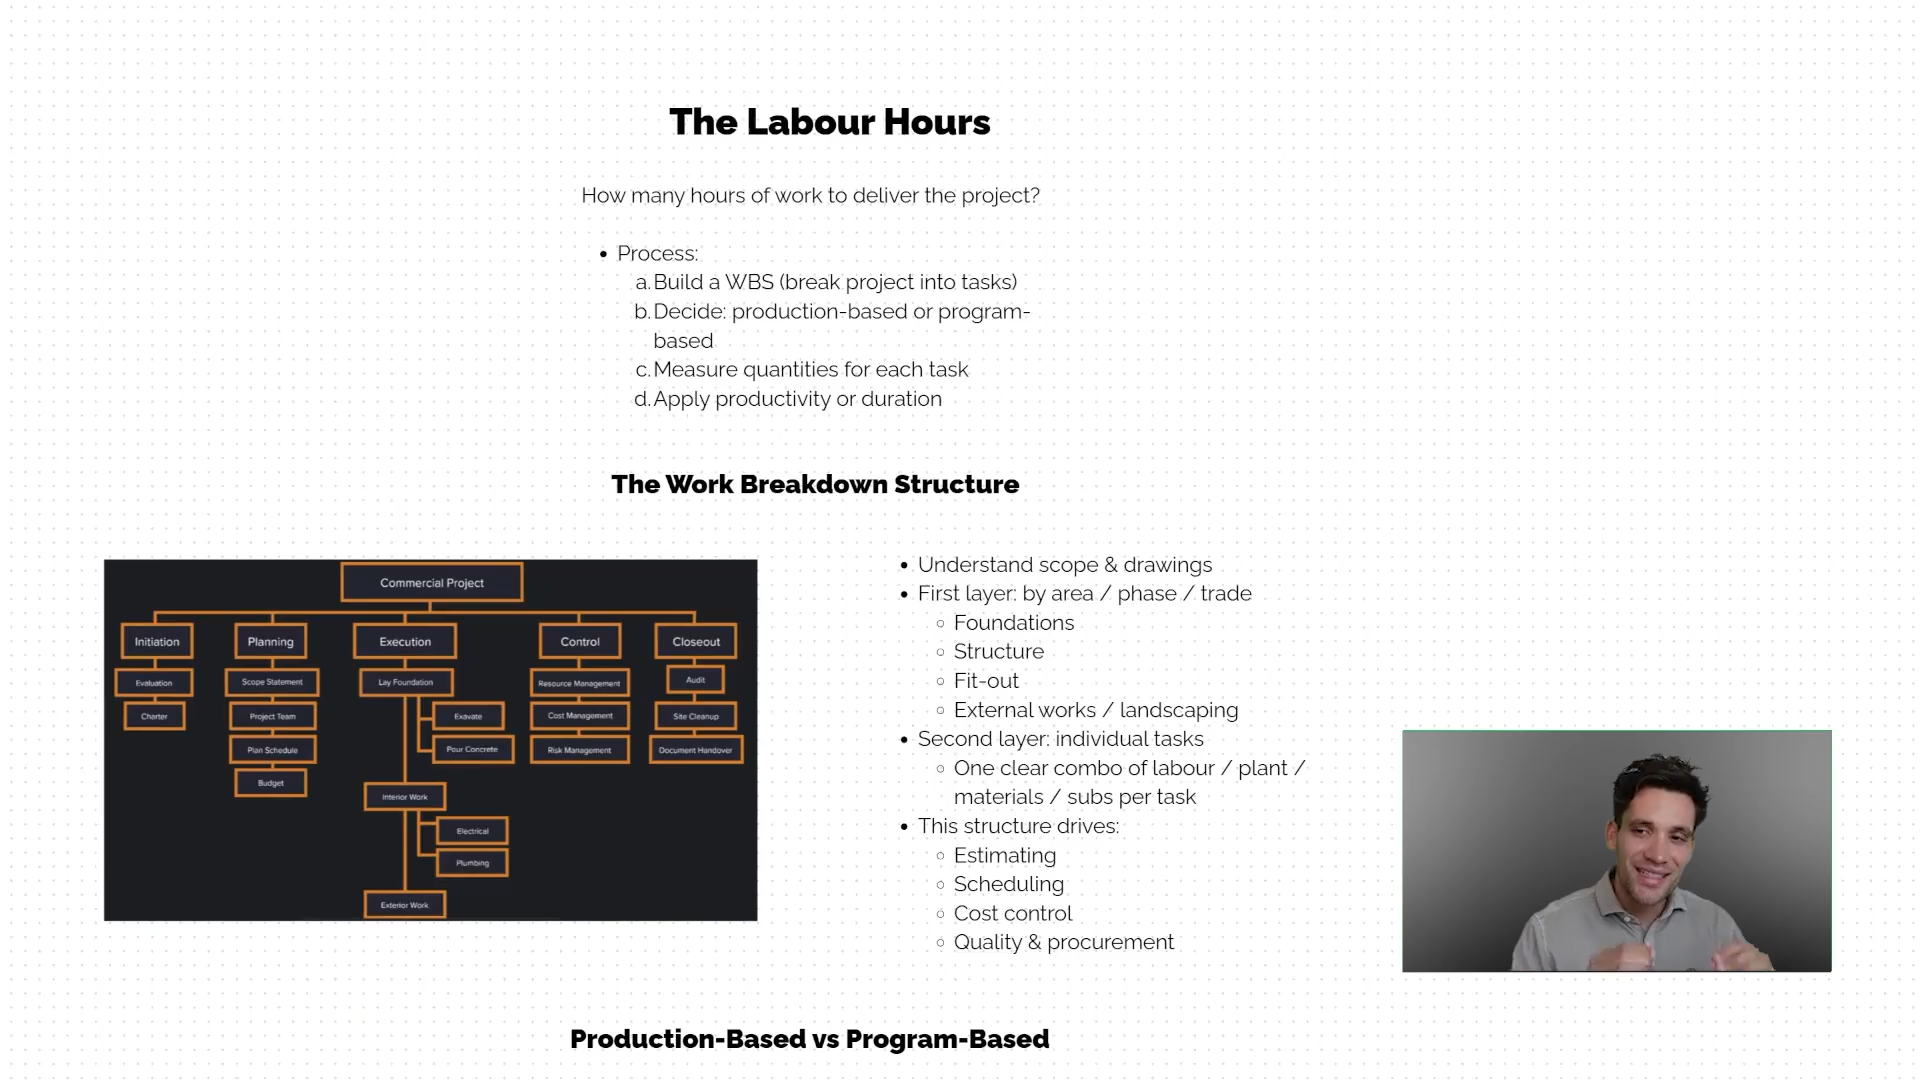 The Labour Hours
How many hours of work to deliver the project?
• Process:
a. Build a WBS (break project into tasks)
b. Decide: production-based or program-
based
c. Measure quantities for each task
d. Apply productivity or duration
The Work Breakdown Structure
Commercial Project
Initiation
Evaluation
Charter
Planning
Scope Statement
Project Team
Plan Schedule
Budget
Execution
Lay Foundation
Exavate
Pour Concrete
Interior Work
Electrical
Plumbing
Exterior Work
Control
Resource Management
Cost Management
Risk Management
Closeout
Audit
Site Cleanup
Document Handover
• Understand scope & drawings
• First layer: by area / phase / trade
◦ Foundations
◦ Structure
◦ Fit-out
◦ External works / landscaping
• Second layer: individual tasks
◦ One clear combo of labour / plant /
materials / subs per task
• This structure drives:
◦ Estimating
◦ Scheduling
◦ Cost control
◦ Quality & procurement
Production-Based vs Program-Based